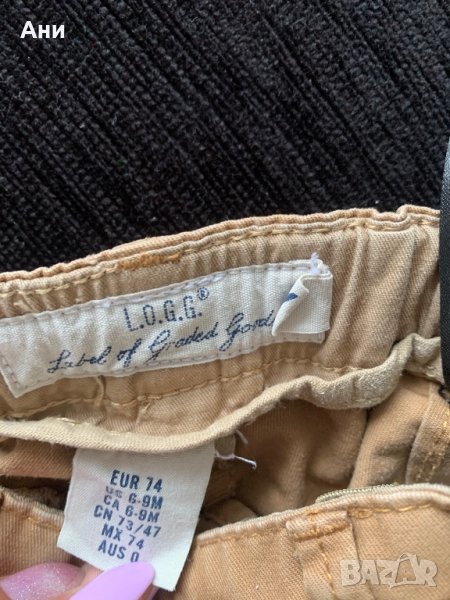 Ани
L.O.G.G.®
Label of Graded Goods
EUR 74
US 6-9M
CA 6-9M
CN 73/47
MX 74
AUS 0
BAZAR